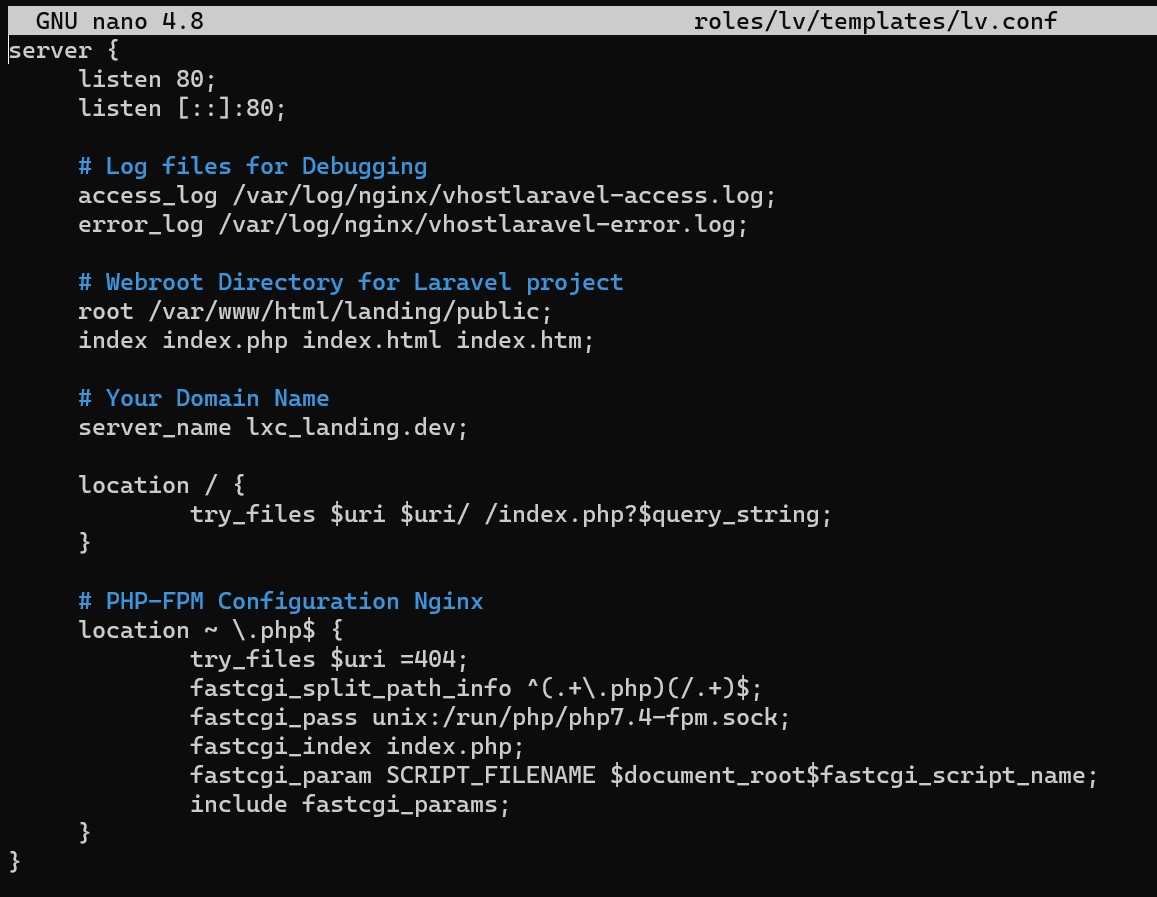 GNU nano 4.8 roles/lv/templates/lv.conf
server {
listen 80;
listen [::]:80;
# Log files for Debugging
access_log /var/log/nginx/vhostlaravel-access.log;
error_log /var/log/nginx/vhostlaravel-error.log;
# Webroot Directory for Laravel project
root /var/www/html/landing/public;
index index.php index.html index.htm;
# Your Domain Name
server_name lxc_landing.dev;
location / {
try_files $uri $uri/ /index.php?$query_string;
}
# PHP-FPM Configuration Nginx
location ~ \.php$ {
try_files $uri =404;
fastcgi_split_path_info ^(.+\.php)(/.+)$;
fastcgi_pass unix:/run/php/php7.4-fpm.sock;
fastcgi_index index.php;
fastcgi_param SCRIPT_FILENAME $document_root$fastcgi_script_name;
include fastcgi_params;
}
}